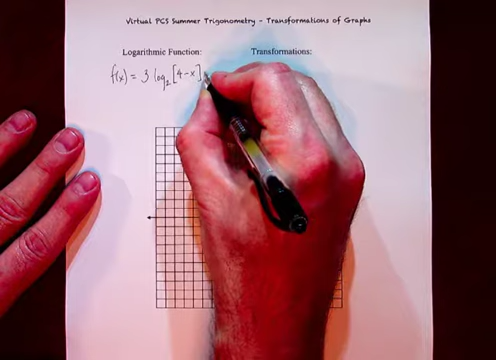 Virtual PCS Summer Trigonometry - Transformations of Graphs
Logarithmic Function: Transformations:
f(x) = 3 log₂[4-x]